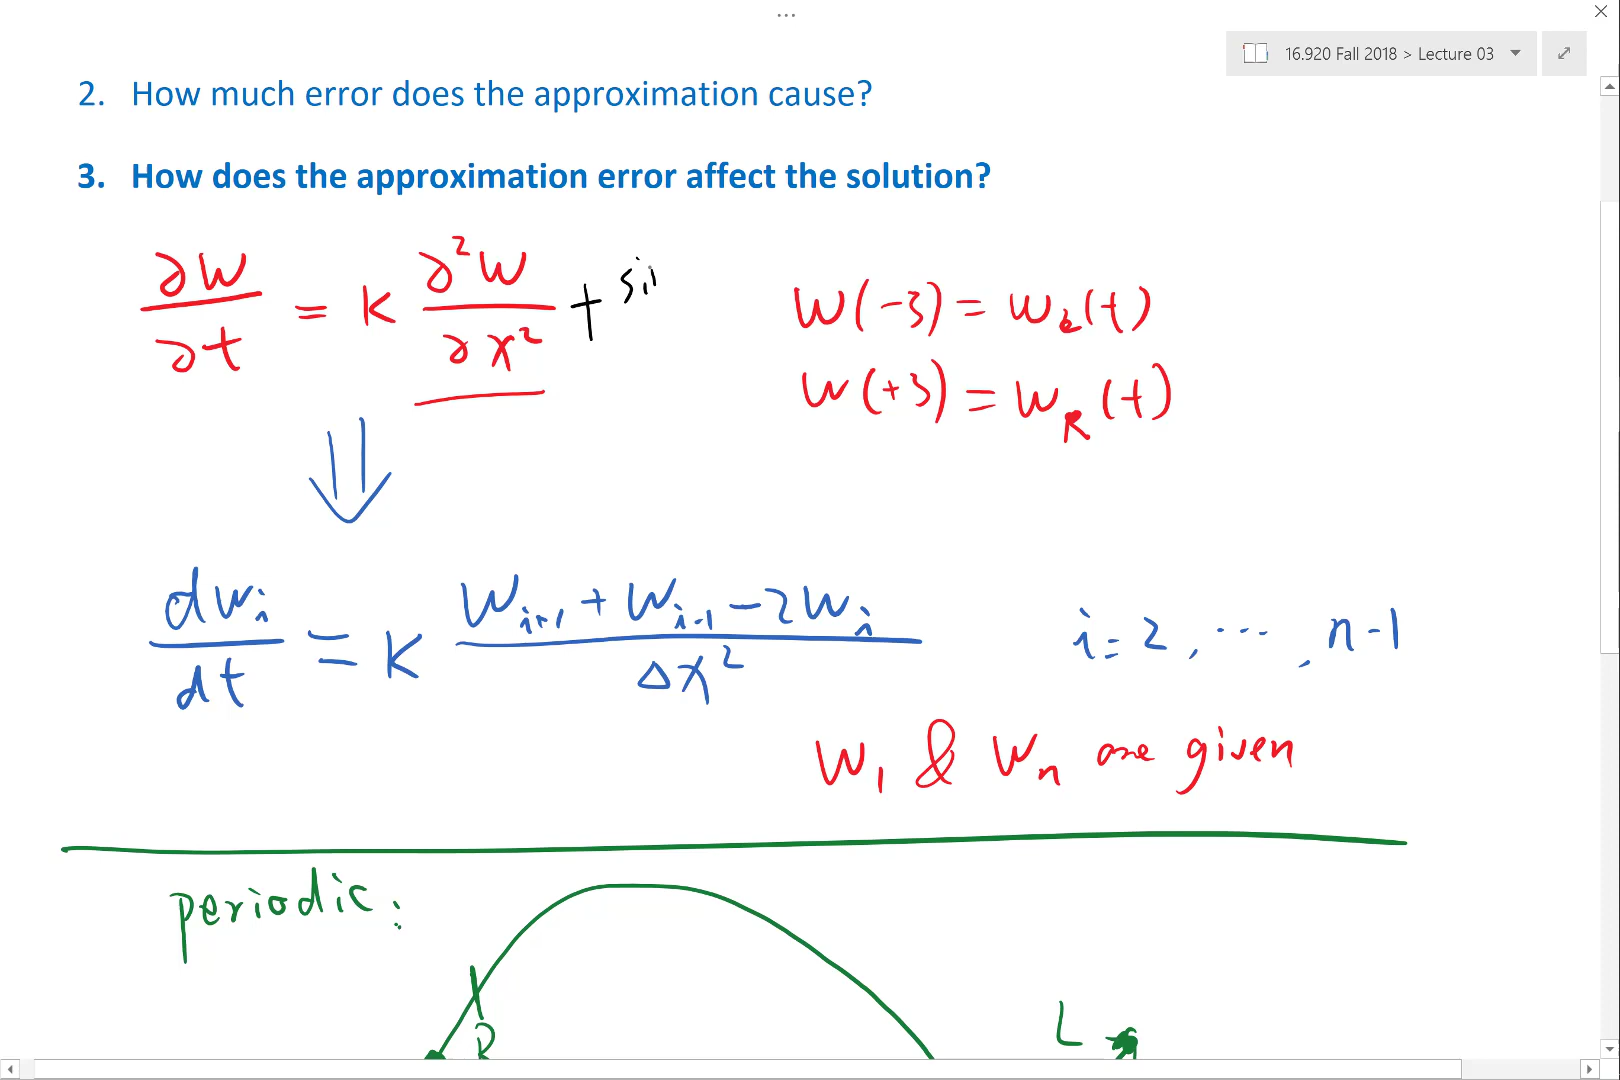 16.920 Fall 2018 > Lecture 03
2. How much error does the approximation cause?
3. How does the approximation error affect the solution?
∂w/∂t = k ∂²w/∂x² + sin
w(-3) = w_L(t)
w(+3) = w_R(t)
dw_i/dt = k (w_{i+1} + w_{i-1} - 2w_i)/Δx²   i = 2, ..., n-1
w_1 & w_n are given
periodic:
R
L